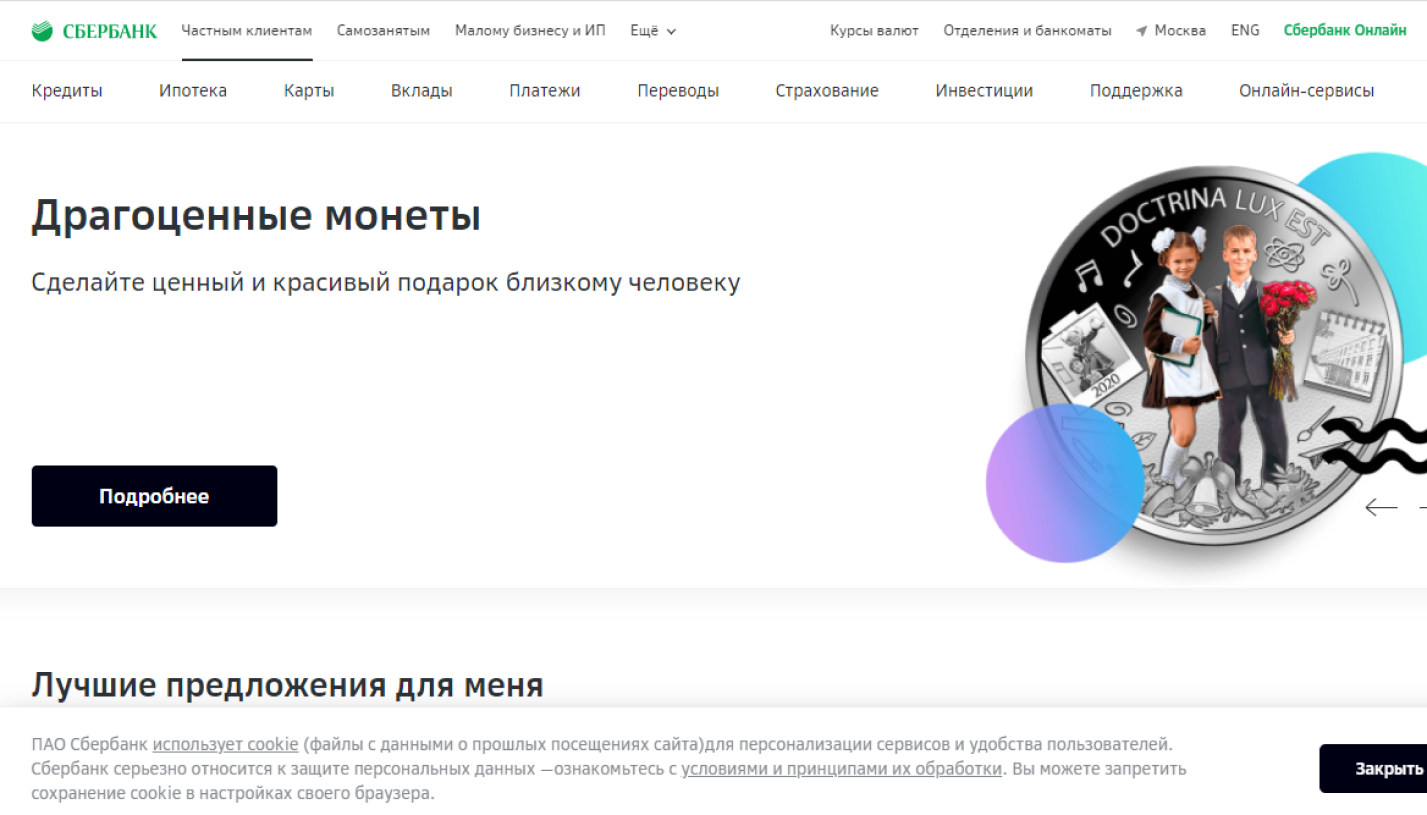 СБЕРБАНК Частным клиентам Самозанятым Малому бизнесу и ИП Ещё Курсы валют Отделения и банкоматы Москва ENG Сбербанк Онлайн
Кредиты Ипотека Карты Вклады Платежи Переводы Страхование Инвестиции Поддержка Онлайн-сервисы
Драгоценные монеты
Сделайте ценный и красивый подарок близкому человеку
DOCTRINA LUX EST
2020
Подробнее
Лучшие предложения для меня
ПАО Сбербанк использует cookie (файлы с данными о прошлых посещениях сайта)для персонализации сервисов и удобства пользователей.
Сбербанк серьезно относится к защите персональных данных —ознакомьтесь с условиями и принципами их обработки. Вы можете запретить
сохранение cookie в настройках своего браузера.
Закрыть